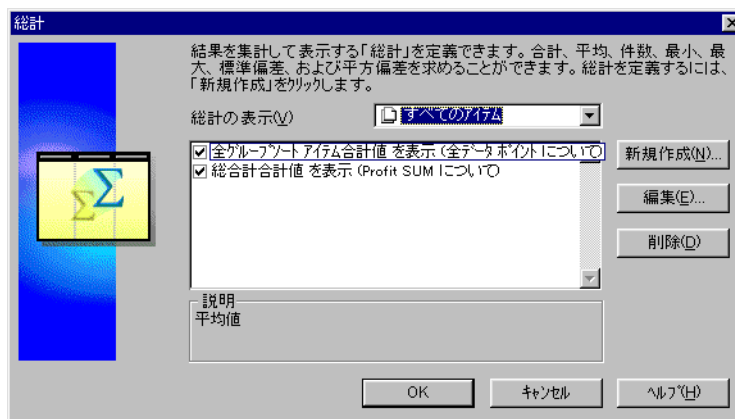 総計
結果を集計して表示する「総計」を定義できます。合計、平均、件数、最小、最
大、標準偏差、および平方偏差を求めることができます。総計を定義するには、
「新規作成」をクリックします。
総計の表示(V) すべてのアイテム
全グループソート アイテム合計値 を表示 (全データ ポイント について) 新規作成(N)...
総合計合計値 を表示 (Profit SUM について)
編集(E)...
削除(D)
説明
平均値
OK キャンセル ヘルプ(H)